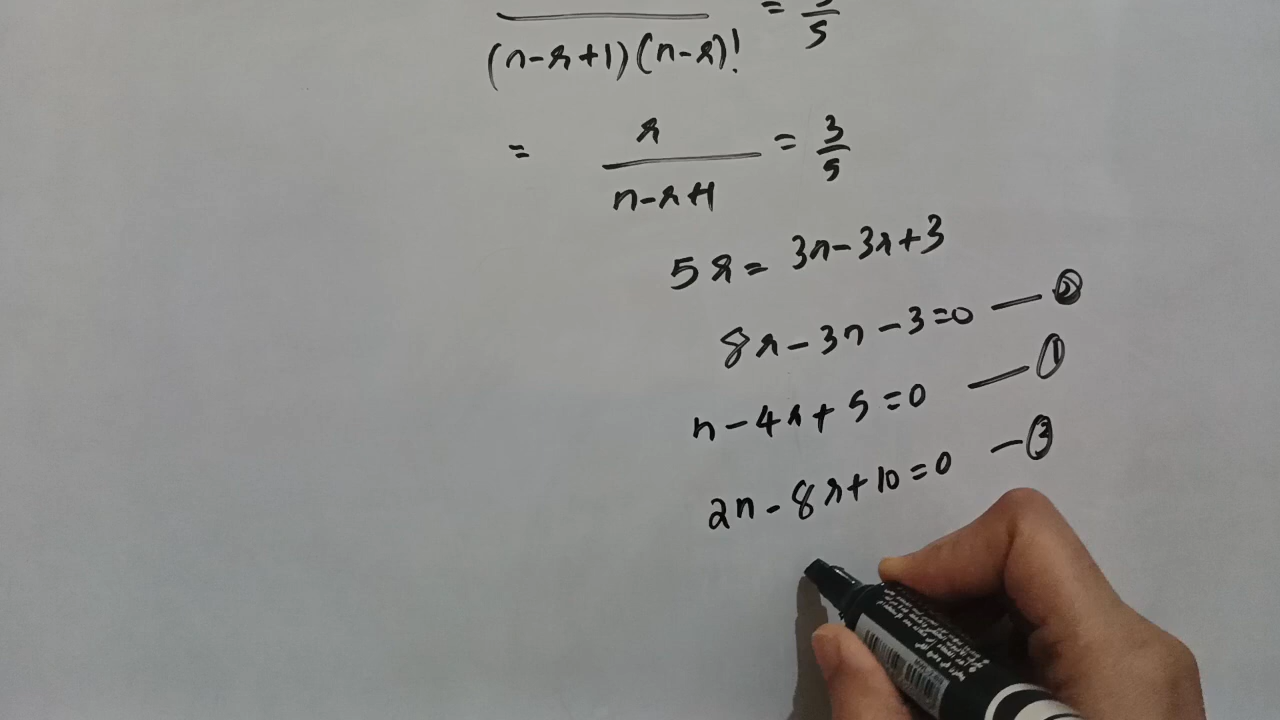 = 3/5
(n-r+1)(n-r)!
= r/(n-r+1) = 3/5
5r = 3n-3r+3
8r-3n-3=0 — ②
n-4r+5=0 — ①
2n-8r+10=0 — ③